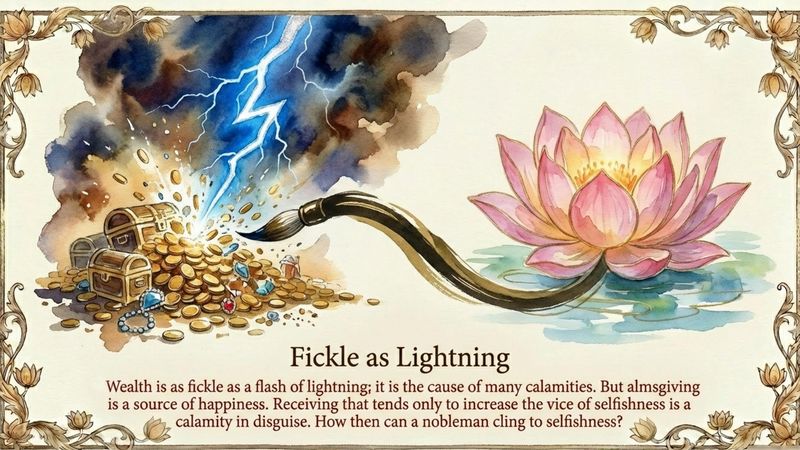 Fickle as Lightning
Wealth is as fickle as a flash of lightning; it is the cause of many calamities. But almsgiving
is a source of happiness. Receiving that tends only to increase the vice of selfishness is a
calamity in disguise. How then can a nobleman cling to selfishness?